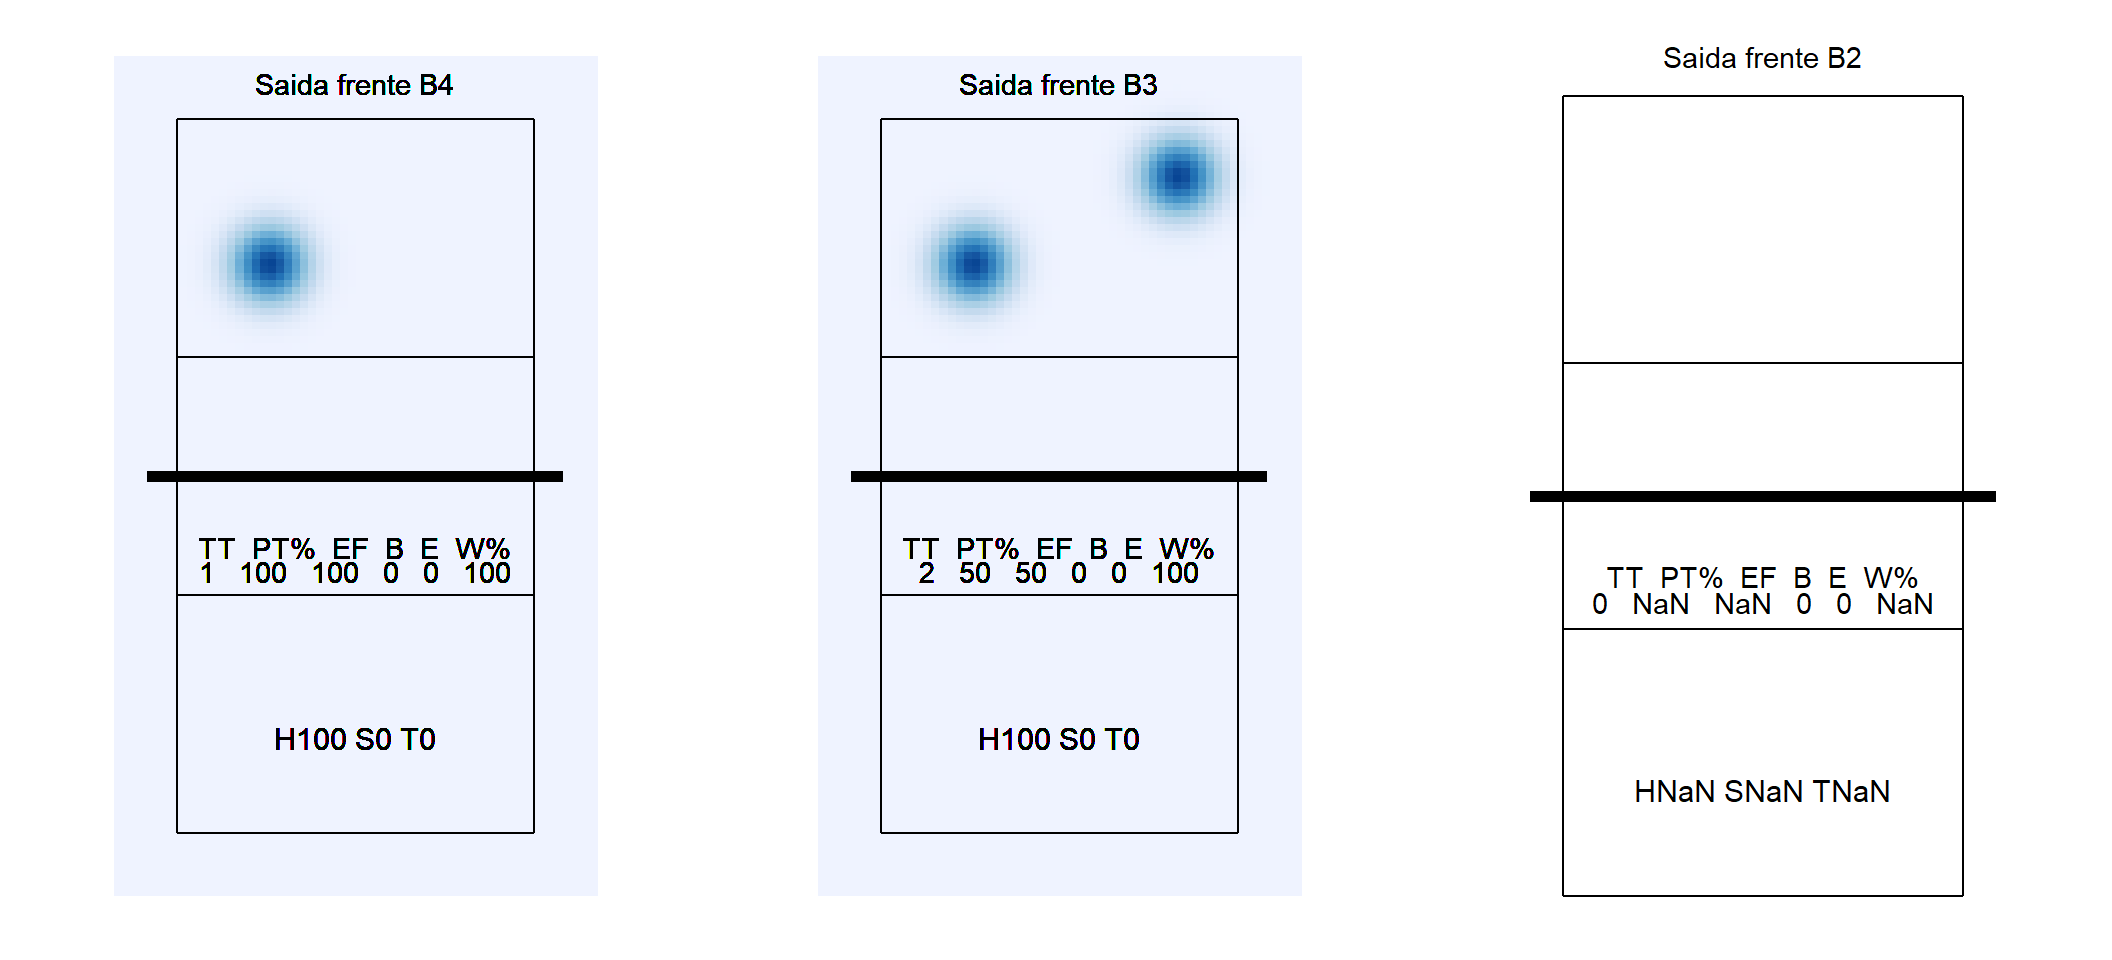 Saida frente B4
TT PT% EF B E W%
1 100 100 0 0 100
H100 S0 T0
Saida frente B3
TT PT% EF B E W%
2 50 50 0 0 100
H100 S0 T0
Saida frente B2
TT PT% EF B E W%
0 NaN NaN 0 0 NaN
HNaN SNaN TNaN